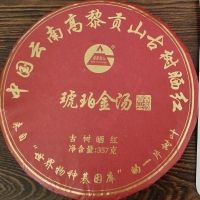 中国云南高黎贡山古树晒红
琥珀金汤
古树晒红
净含量:357克
来自“世界物种基因库”的一片树叶